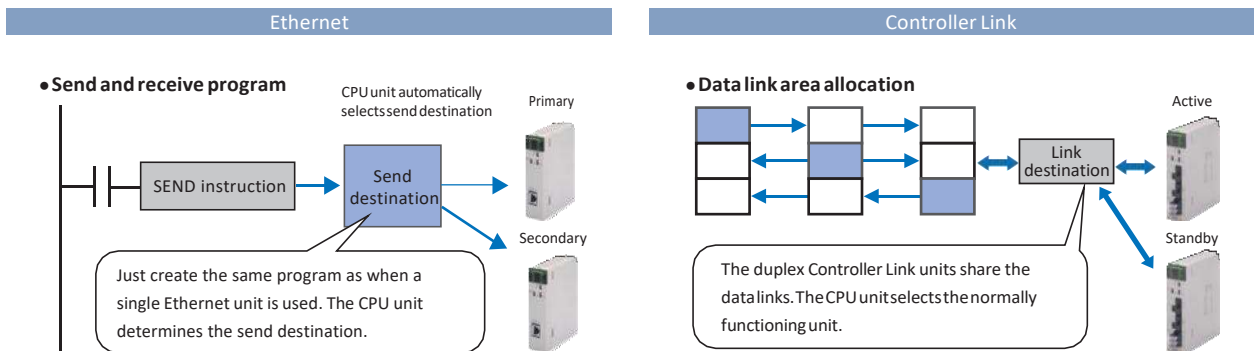 Ethernet
• Send and receive program
CPU unit automatically
selects send destination
Primary
SEND instruction
Send
destination
Secondary
Just create the same program as when a
single Ethernet unit is used. The CPU unit
determines the send destination.
Controller Link
• Data link area allocation
Active
Link
destination
Standby
The duplex Controller Link units share the
data links. The CPU unit selects the normally
functioning unit.